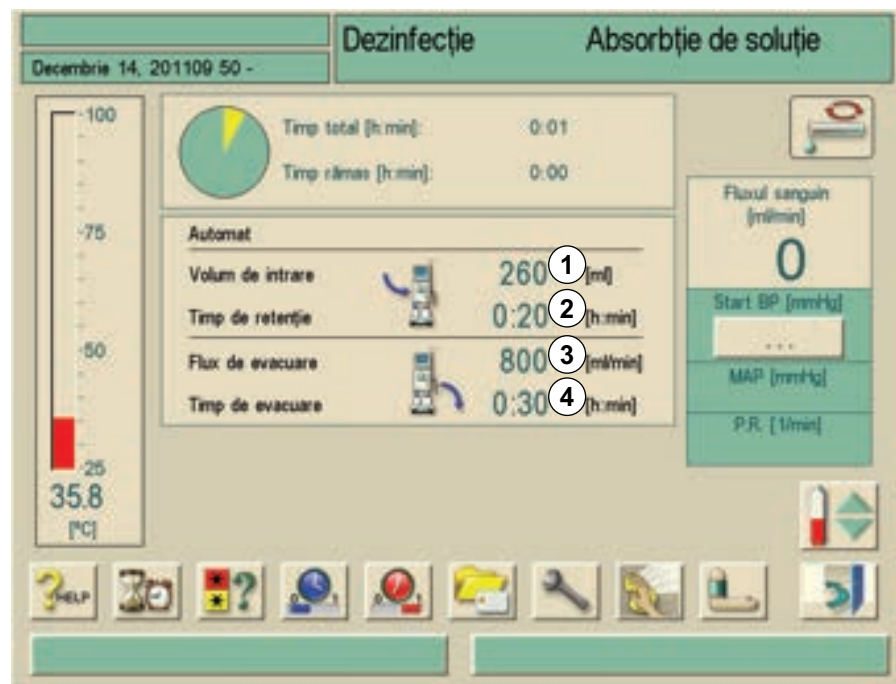 Dezinfecție Absorbție de soluție
Decembrie 14, 201109 50 -
100
75
50
25
35.8
[°C]
Timp total [h:min]: 0:01
Timp rămas [h:min]: 0:00
Automat
Volum de intrare 260 1 [ml]
Timp de retenție 0:20 2 [h:min]
Flux de evacuare 800 3 [ml/min]
Timp de evacuare 0:30 4 [h:min]
Fluxul sanguin
[ml/min]
0
Start BP [mmHg]
...
MAP [mmHg]
P.R. [1/min]
?HELP
?